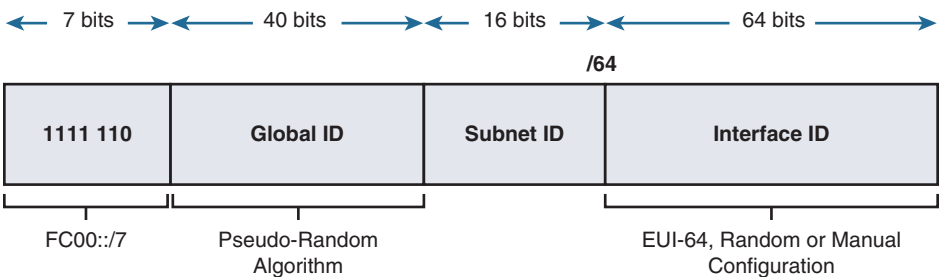 7 bits 40 bits 16 bits 64 bits
/64
1111 110 Global ID Subnet ID Interface ID
FC00::/7 Pseudo-Random EUI-64, Random or Manual
Algorithm Configuration